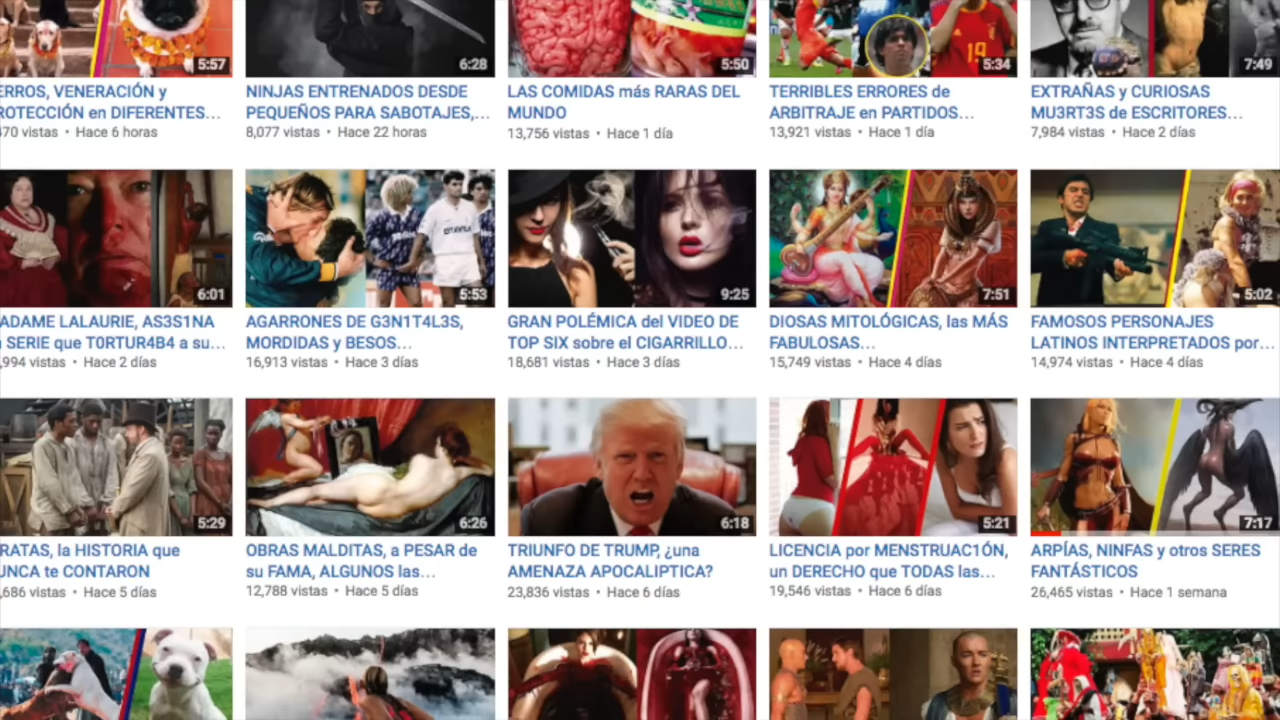 5:57
6:28
5:50
19
5:34
7:49
ERROS, VENERACIÓN y
ROTECCIÓN en DIFERENTES...
470 vistas • Hace 6 horas
NINJAS ENTRENADOS DESDE
PEQUEÑOS PARA SABOTAJES,...
8,077 vistas • Hace 22 horas
LAS COMIDAS más RARAS DEL
MUNDO
13,756 vistas • Hace 1 día
TERRIBLES ERRORES de
ARBITRAJE en PARTIDOS...
13,921 vistas • Hace 1 día
EXTRAÑAS y CURIOSAS
MU3RT3S de ESCRITORES...
7,984 vistas • Hace 2 días
6:01
5:53
9:25
7:51
5:02
ADAME LALAURIE, AS3S1NA
SERIE que T0RTUR4B4 a su...
,994 vistas • Hace 2 días
AGARRONES DE G3N1T4L3S,
MORDIDAS y BESOS...
16,913 vistas • Hace 3 días
GRAN POLÉMICA del VIDEO DE
TOP SIX sobre el CIGARRILLO...
18,681 vistas • Hace 3 días
DIOSAS MITOLÓGICAS, las MÁS
FABULOSAS...
15,749 vistas • Hace 4 días
FAMOSOS PERSONAJES
LATINOS INTERPRETADOS por...
14,974 vistas • Hace 4 días
5:29
6:26
6:18
5:21
7:17
RATAS, la HISTORIA que
UNCA te CONTARON
,686 vistas • Hace 5 días
OBRAS MALDITAS, a PESAR de
su FAMA, ALGUNOS las...
12,788 vistas • Hace 5 días
TRIUNFO DE TRUMP, ¿una
AMENAZA APOCALIPTICA?
23,836 vistas • Hace 6 días
LICENCIA por MENSTRUAC1ÓN,
un DERECHO que TODAS las...
19,546 vistas • Hace 6 días
ARPÍAS, NINFAS y otros SERES
FANTÁSTICOS
26,465 vistas • Hace 1 semana